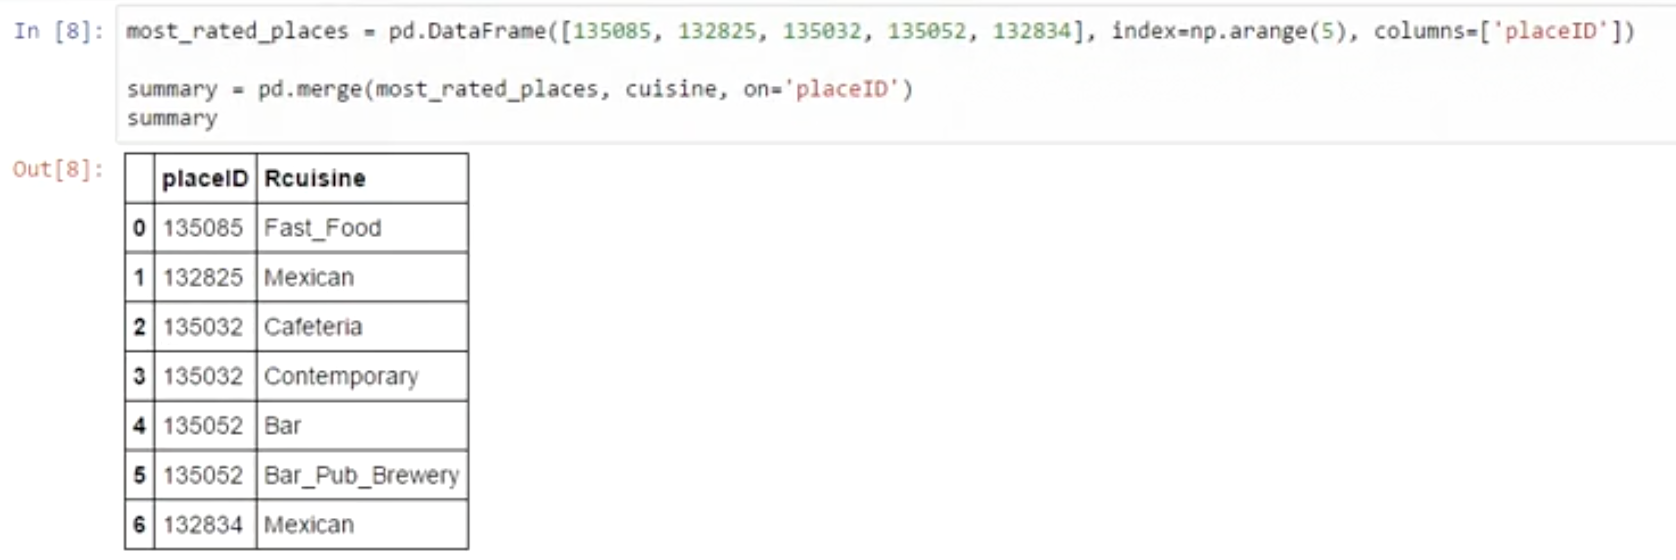 In [8]: most_rated_places = pd.DataFrame([135085, 132825, 135032, 135052, 132834], index=np.arange(5), columns=['placeID'])
summary = pd.merge(most_rated_places, cuisine, on='placeID')
summary
Out[8]:
placeID Rcuisine
0 135085 Fast_Food
1 132825 Mexican
2 135032 Cafeteria
3 135032 Contemporary
4 135052 Bar
5 135052 Bar_Pub_Brewery
6 132834 Mexican